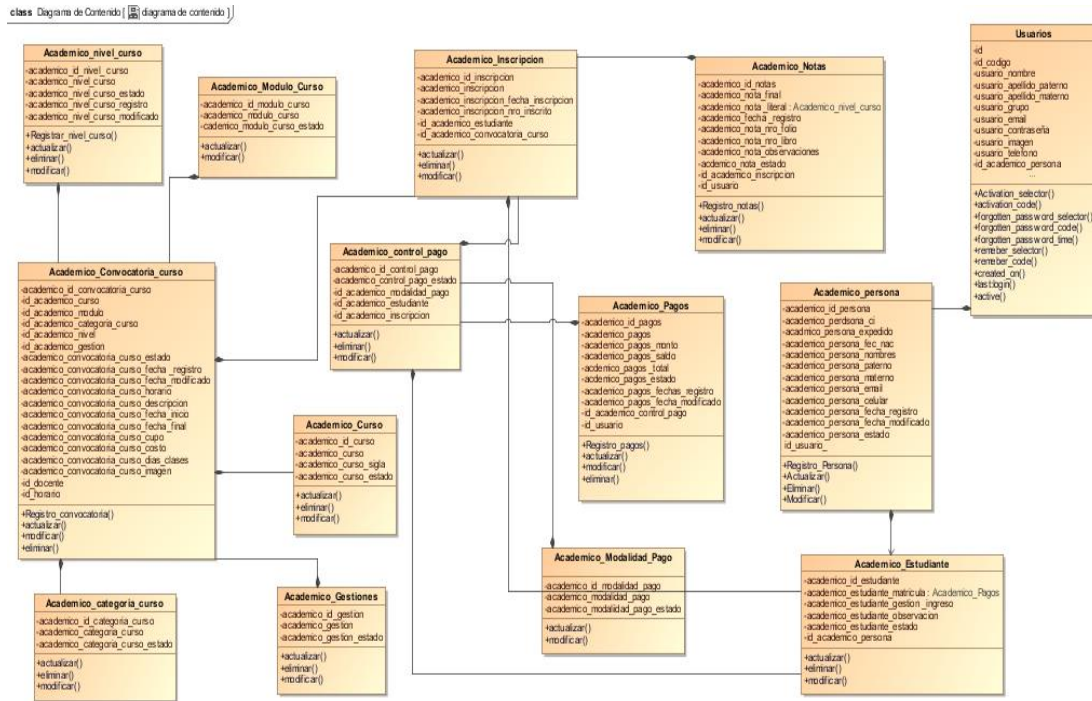 class Diagrama de Contenido [ diagrama de contenido ]
Academico_nivel_curso
-academico_id_nivel_curso
-academico_nivel_curso
-academico_nivel_curso_estado
-academico_nivel_curso_registro
-academico_nivel_curso_modificado
+Registrar_nivel_curso()
+actualizar()
+eliminar()
+modificar()
Academico_Modulo_Curso
-academico_id_modulo_curso
-academico_modulo_curso
-cademico_modulo_curso_estado
+actualizar()
+modificar()
Academico_Inscripcion
-academico_id_inscripcion
-academico_inscripcion
-academico_inscripcion_fecha_inscripcion
-academico_inscripcion_nro_inscrito
-id_academico_estudiante
-id_academico_convocatoria_curso
+actualizar()
+eliminar()
+modificar()
Academico_Notas
-academico_id_notas
-academico_nota_final
-academico_nota_literal : Academico_nivel_curso
-academico_fecha_registro
-academico_nota_nro_folio
-academico_nota_nro_libro
-academico_nota_observaciones
-acdemico_nota_estado
-id_academico_inscripcion
-id_usuario
+Registro_notas()
+actualizar()
+eliminar()
+modificar()
Usuarios
-id
-id_codigo
-usuario_nombre
-usuario_apellido_paterno
-usuario_apellido_materno
-usuario_grupo
-usuario_email
-usuario_contraseña
-usuario_imagen
-usuario_telefono
-id_academico_persona
...
+Activation_selector()
+activation_code()
+forgotten_password_selector()
+forgotten_password_code()
+forgotten_password_time()
+remeber_selector()
+remeber_code()
+created_on()
+last:login()
+active()
Academico_Convocatoria_curso
-academico_id_convocatoria_curso
-id_academico_curso
-id_academico_modulo
-id_academico_categoria_curso
-id_academico_nivel
-id_academico_gestion
-academico_convocatoria_curso_estado
-academico_convocatoria_curso_fecha_registro
-academico_convocatoria_curso_fecha_modificado
-academico_convocatoria_curso_horario
-academico_convocatoria_curso_descripcion
-academico_convocatoria_curso_fecha_inicio
-academico_convocatoria_curso_fecha_final
-academico_convocatoria_curso_cupo
-academico_convocatoria_curso_costo
-academico_convocatoria_curso_dias_clases
-academico_convocatoria_curso_imagen
-id_docente
-id_horario
+Registro_convocatoria()
+actualizar()
+modificar()
+eliminar()
Academico_control_pago
-academico_id_control_pago
-academico_control_pago_estado
-id_academico_modalidad_pago
-id_academico_estudiante
-id_academico_inscripcion
+actualizar()
+eliminar()
+modificar()
Academico_Pagos
-academico_id_pagos
-academico_pagos
-academico_pagos_monto
-academico_pagos_saldo
-acdemico_pagos_total
-academico_pagos_estado
-academico_pagos_fechas_registro
-academico_pagos_fecha_modificado
-id_academico_control_pago
-id_usuario
+Registro_pagos()
+actualizar()
+modificar()
+eliminar()
Academico_persona
-academico_id_persona
-academico_perdsona_ci
-academico_persona_expedido
-academico_persona_fec_nac
-academico_persona_nombres
-academico_persona_paterno
-academico_persona_materno
-academico_persona_email
-academico_persona_celular
-academico_persona_fecha_registro
-academico_persona_fecha_modificado
-academico_persona_estado
id_usuario_
+Registro_Persona()
+Actualizar()
+Eliminar()
+Modificar()
Academico_Curso
-academico_id_curso
-academico_curso
-academico_curso_sigla
-academico_curso_estado
+actualizar()
+eliminar()
+modificar()
Academico_categoria_curso
-academico_id_categoria_curso
-academico_categoria_curso
-academico_categoria_curso_estado
+actualizar()
+eliminar()
+modificar()
Academico_Gestiones
-academico_id_gestion
-academico_gestion
-academico_gestion_estado
+actualizar()
+eliminar()
+modificar()
Academico_Modalidad_Pago
-academico_id_modalidad_pago
-academico_modalidad_pago
-academico_modalidad_pago_estado
+actualizar()
+modificar()
Academico_Estudiante
-academico_id_estudiante
-academico_estudiante_matricula : Academico_Pagos
-academico_estudiante_gestion_ingreso
-academico_estudiante_observacion
-academico_estudiante_estado
-id_academico_persona
+actualizar()
+eliminar()
+modificar()